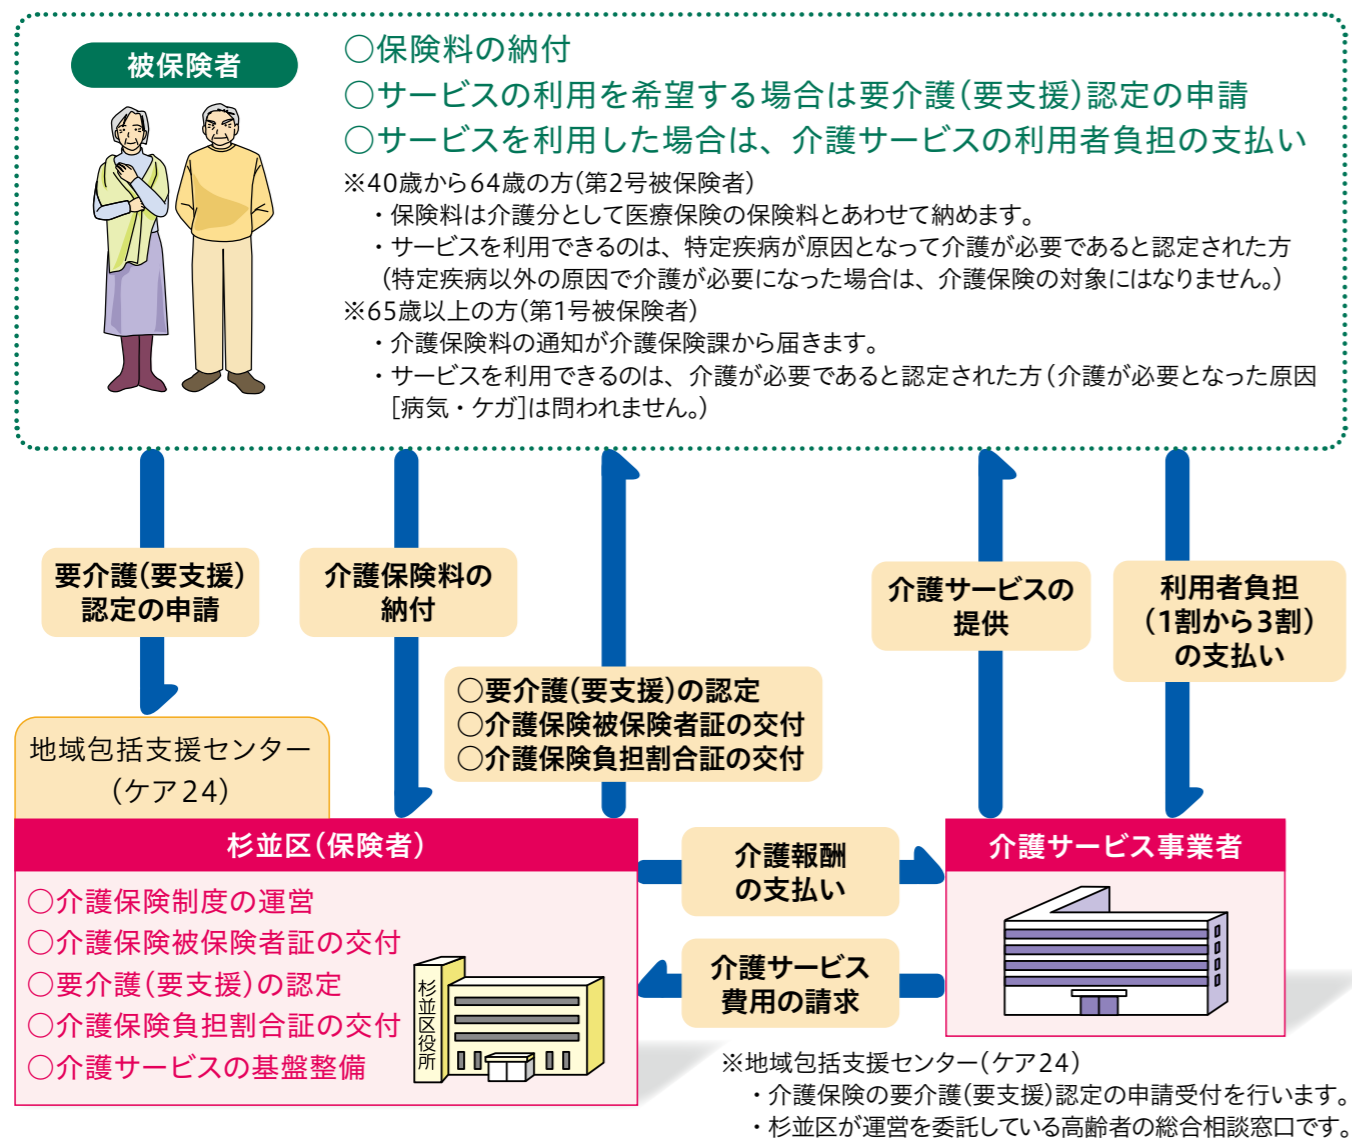 被保険者
○保険料の納付
○サービスの利用を希望する場合は要介護(要支援)認定の申請
○サービスを利用した場合は、介護サービスの利用者負担の支払い
※40歳から64歳の方(第2号被保険者)
・保険料は介護分として医療保険の保険料とあわせて納めます。
・サービスを利用できるのは、特定疾病が原因となって介護が必要であると認定された方
(特定疾病以外の原因で介護が必要になった場合は、介護保険の対象にはなりません。)
※65歳以上の方(第1号被保険者)
・介護保険料の通知が介護保険課から届きます。
・サービスを利用できるのは、介護が必要であると認定された方(介護が必要となった原因
[病気・ケガ]は問われません。)
要介護(要支援)
認定の申請
介護保険料の
納付
○要介護(要支援)の認定
○介護保険被保険者証の交付
○介護保険負担割合証の交付
介護サービスの
提供
利用者負担
(1割から3割)
の支払い
地域包括支援センター
(ケア24)
杉並区(保険者)
○介護保険制度の運営
○介護保険被保険者証の交付
○要介護(要支援)の認定
○介護保険負担割合証の交付
○介護サービスの基盤整備
杉並区役所
介護報酬
の支払い
介護サービス
費用の請求
介護サービス事業者
※地域包括支援センター(ケア24)
・介護保険の要介護(要支援)認定の申請受付を行います。
・杉並区が運営を委託している高齢者の総合相談窓口です。